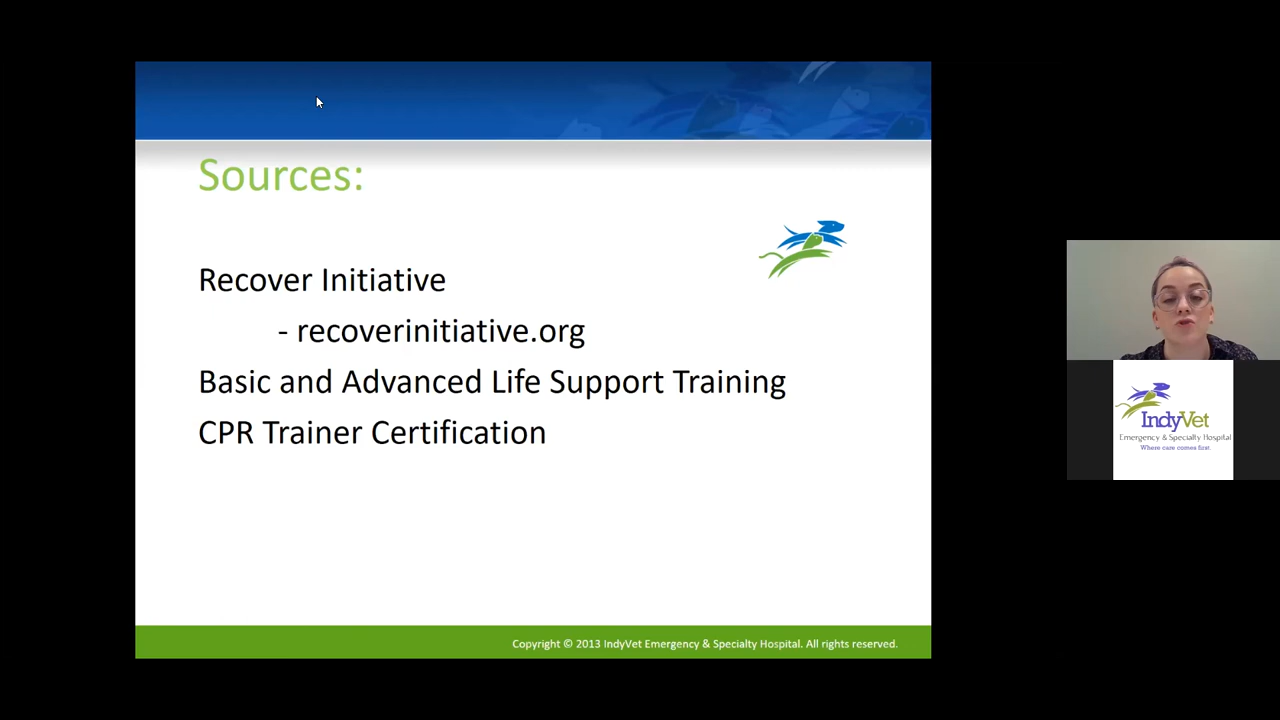 Sources:
Recover Initiative
- recoverinitiative.org
Basic and Advanced Life Support Training
CPR Trainer Certification
Copyright © 2013 IndyVet Emergency & Specialty Hospital. All rights reserved.
IndyVet
Emergency & Specialty Hospital
Where care comes first.